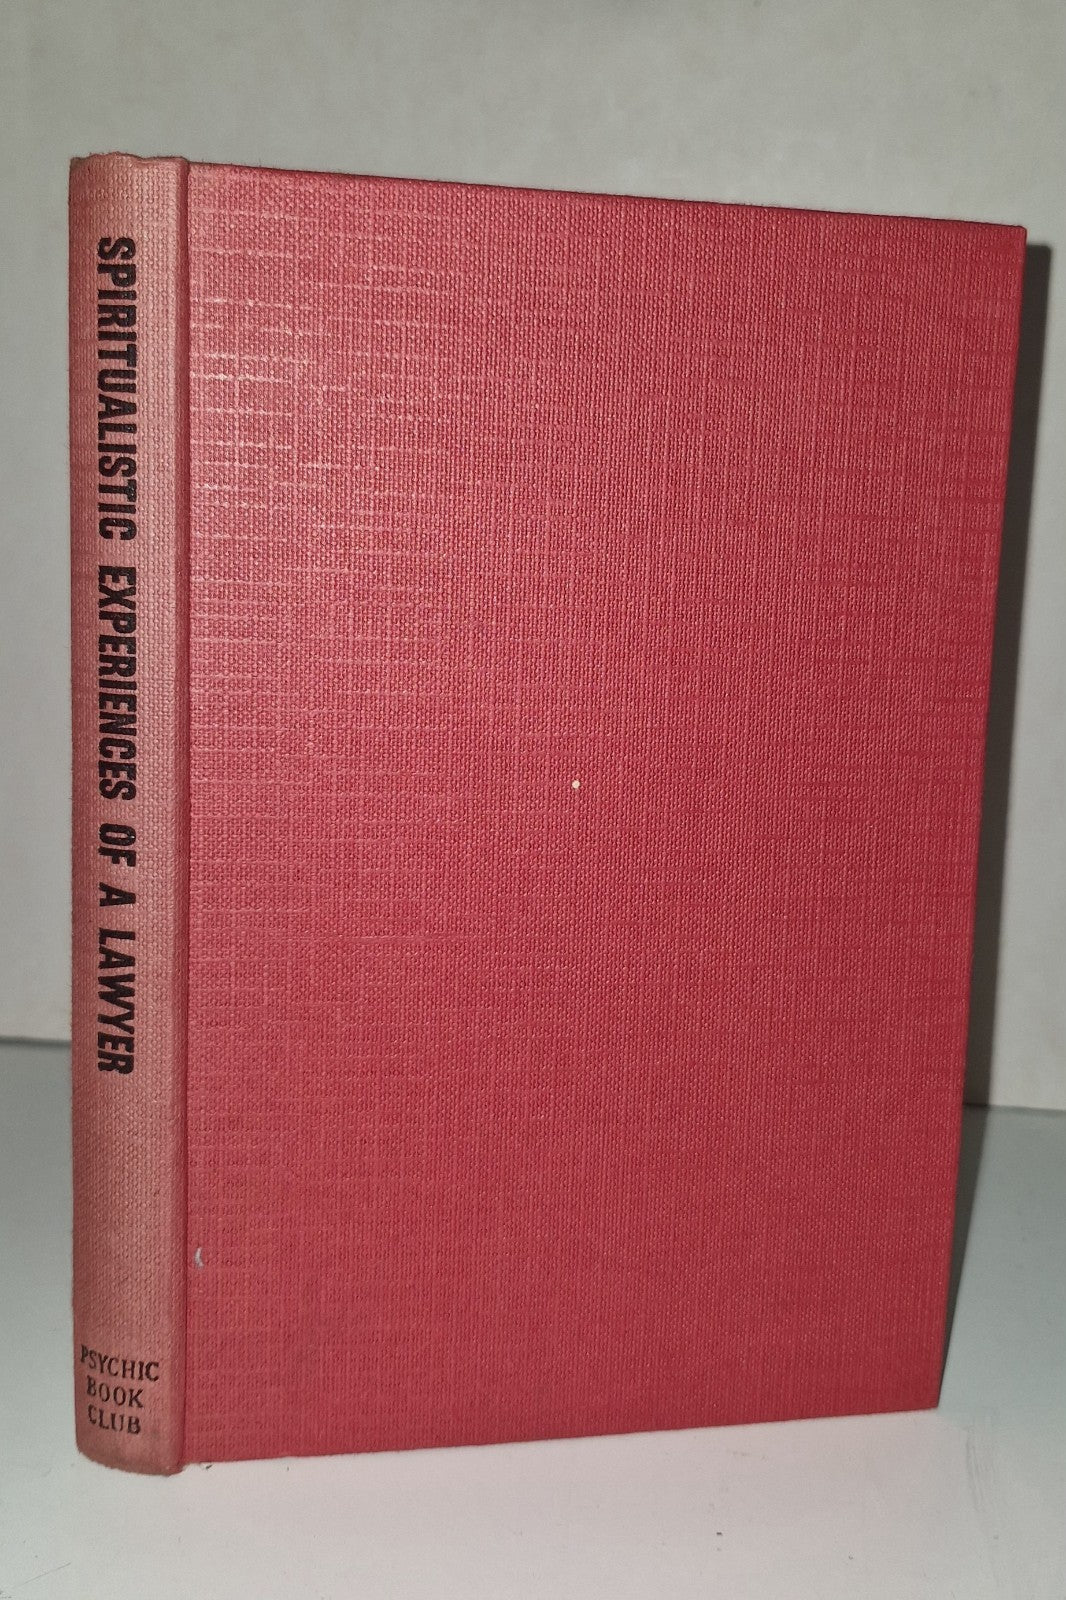 SPIRITUALISTIC EXPERIENCES OF A LAWYER
PSYCHIC
BOOK
CLUB